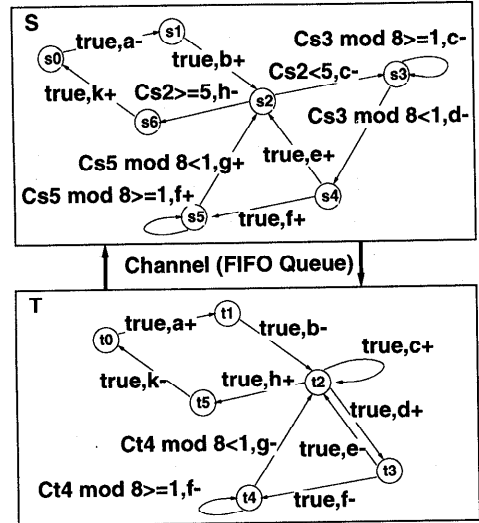 S
s1
true,a-
s0
true,b+
Cs3 mod 8>=1,c-
Cs2<5,c-
s3
true,k+
Cs2>=5,h-
s2
s6
Cs3 mod 8<1,d-
Cs5 mod 8<1,g+
true,e+
Cs5 mod 8>=1,f+
s4
s5
true,f+
Channel (FIFO Queue)
T
t1
true,a+
true,b-
t0
true,c+
true,k-
true,h+
t2
t5
true,d+
Ct4 mod 8<1,g-
true,e-
t3
Ct4 mod 8>=1,f-
t4
true,f-